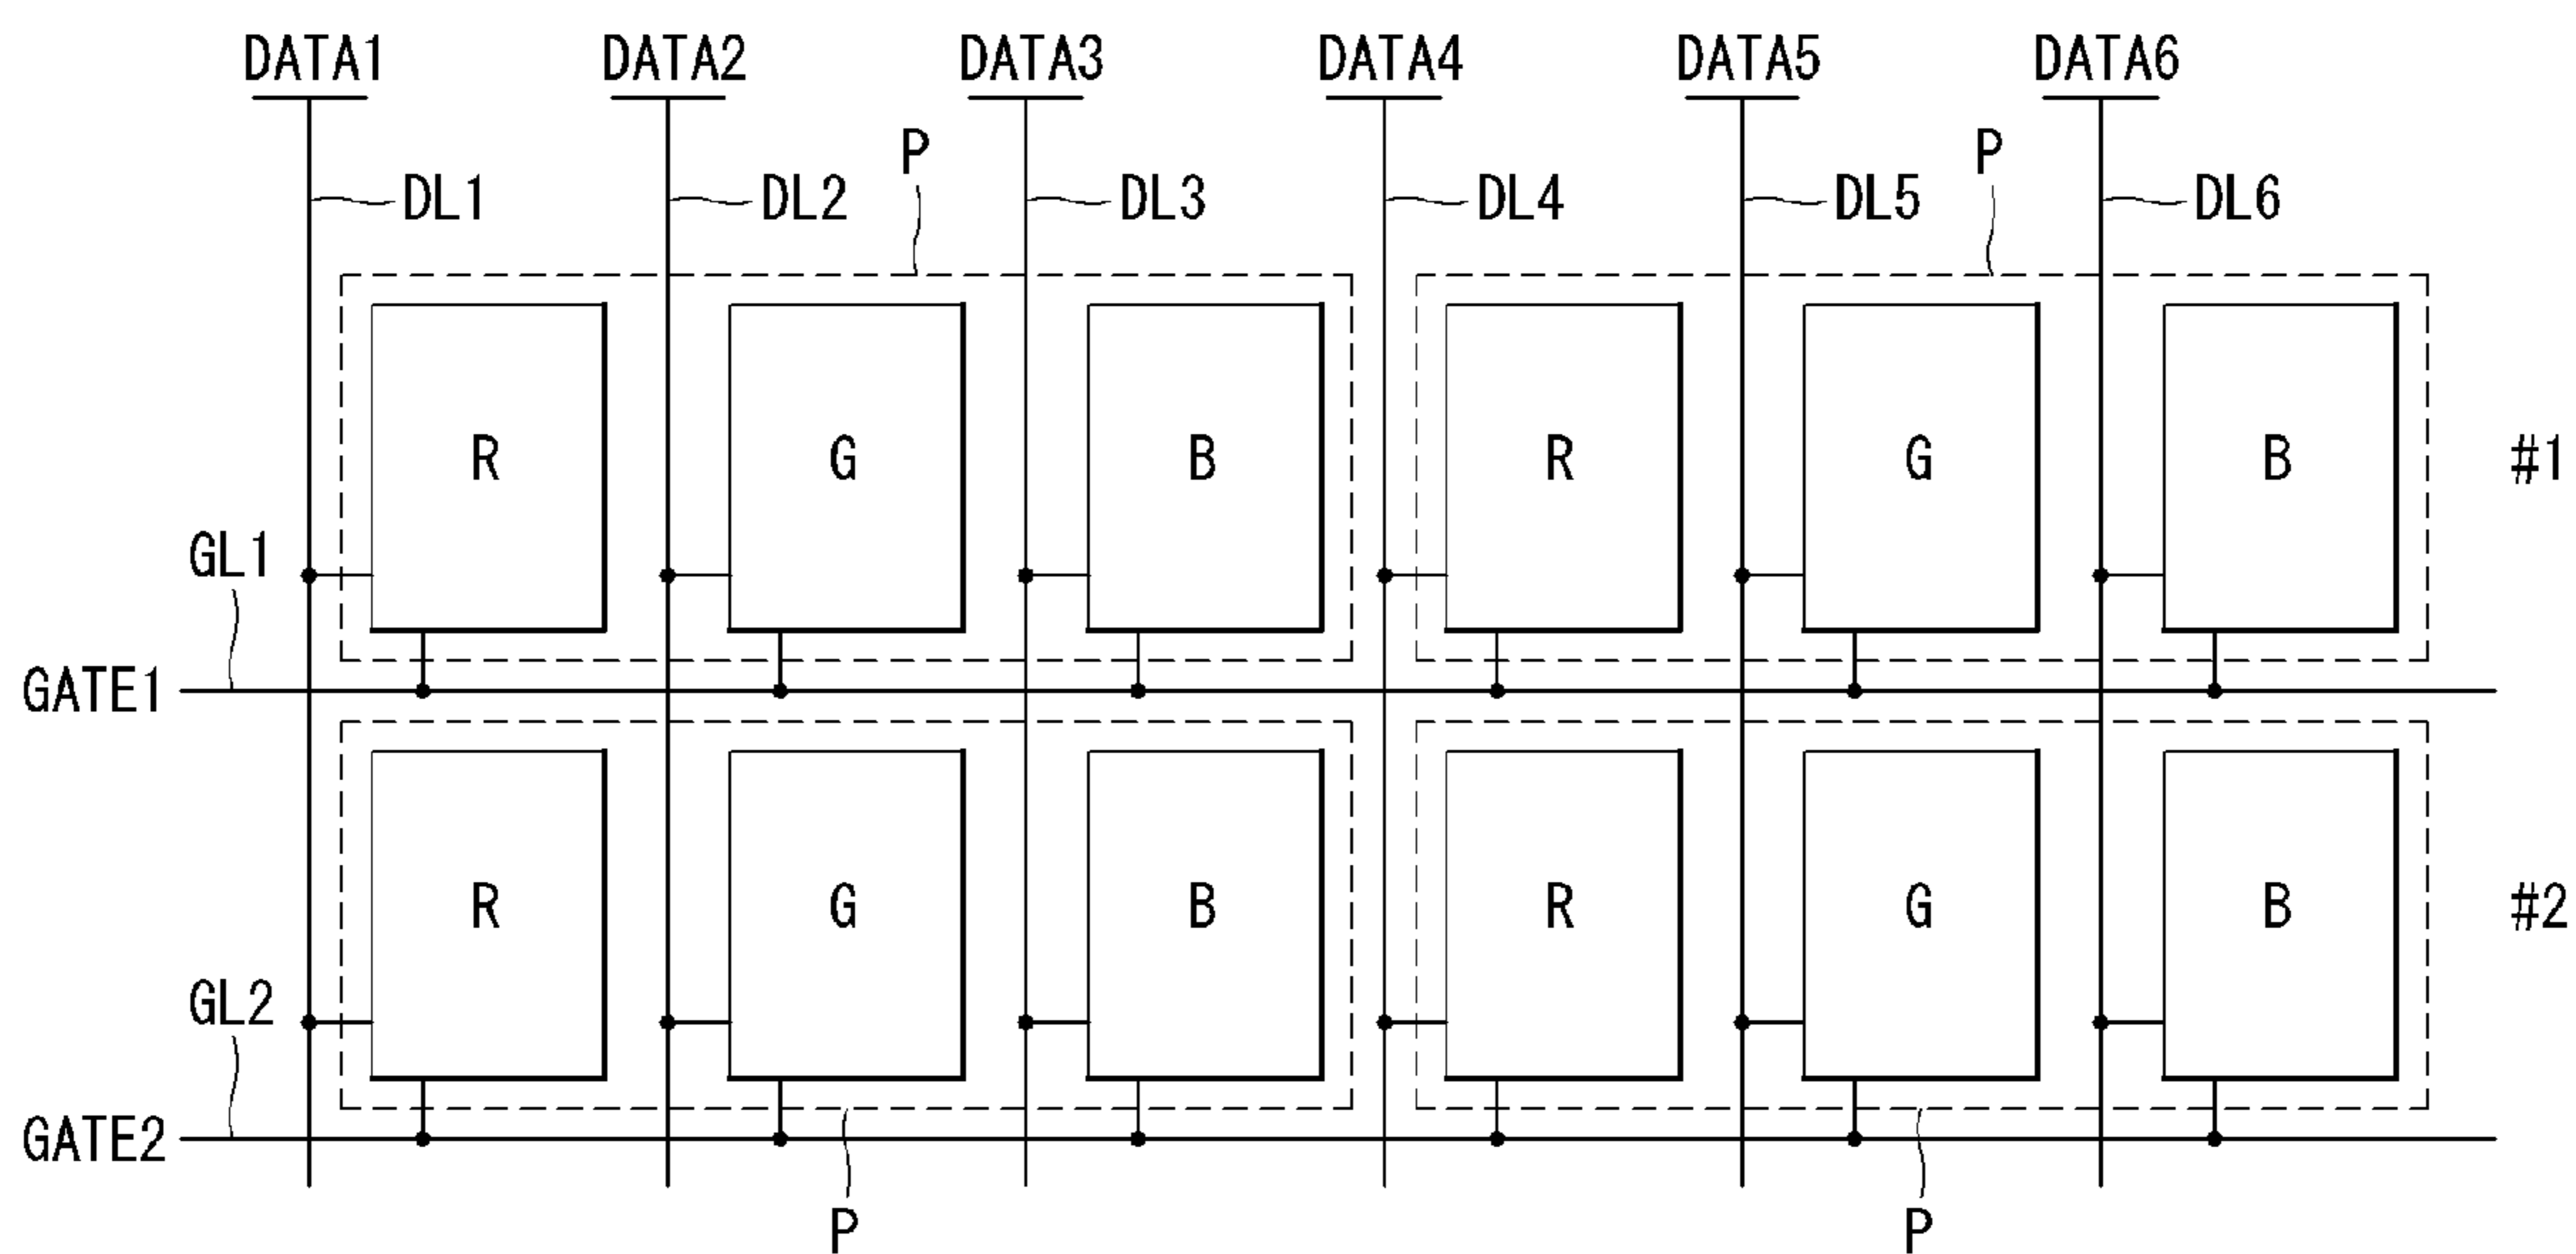 DATA1 DATA2 DATA3 DATA4 DATA5 DATA6
P P
DL1 DL2 DL3 DL4 DL5 DL6
R G B R G B #1
GL1
GATE1
R G B R G B #2
GL2
GATE2
P P